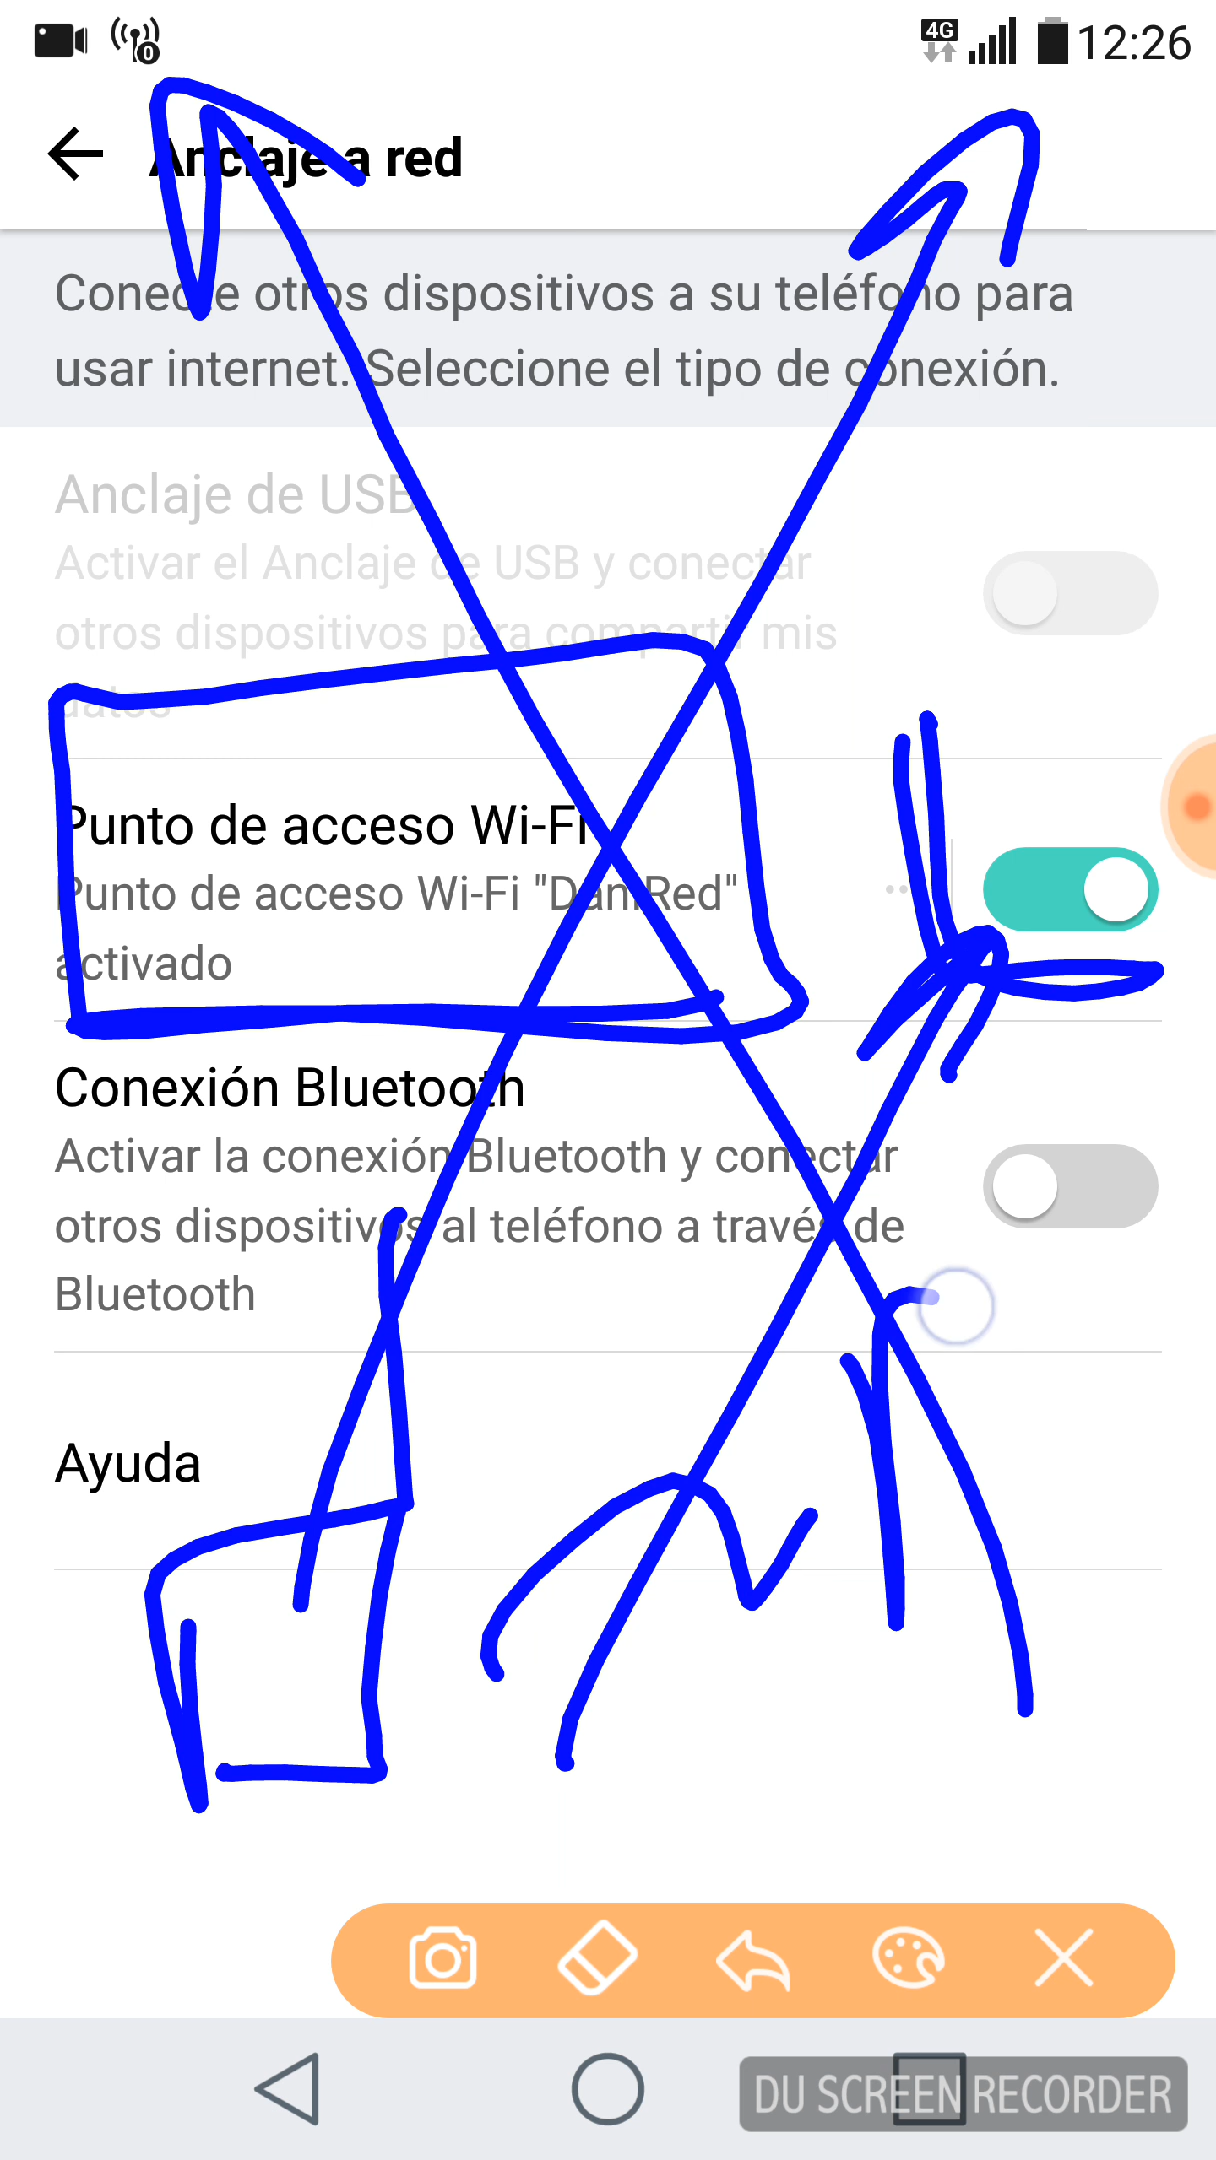 4G 12:26
Anclaje a red
Conecte otros dispositivos a su teléfono para
usar internet. Seleccione el tipo de conexión.
Anclaje de USB
Activar el Anclaje de USB y conectar
otros dispositivos para compartir mis
datos
Punto de acceso Wi-Fi
Punto de acceso Wi-Fi "DaniRed"
activado
Conexión Bluetooth
Activar la conexión Bluetooth y conectar
otros dispositivos al teléfono a través de
Bluetooth
Ayuda
DU SCREEN RECORDER